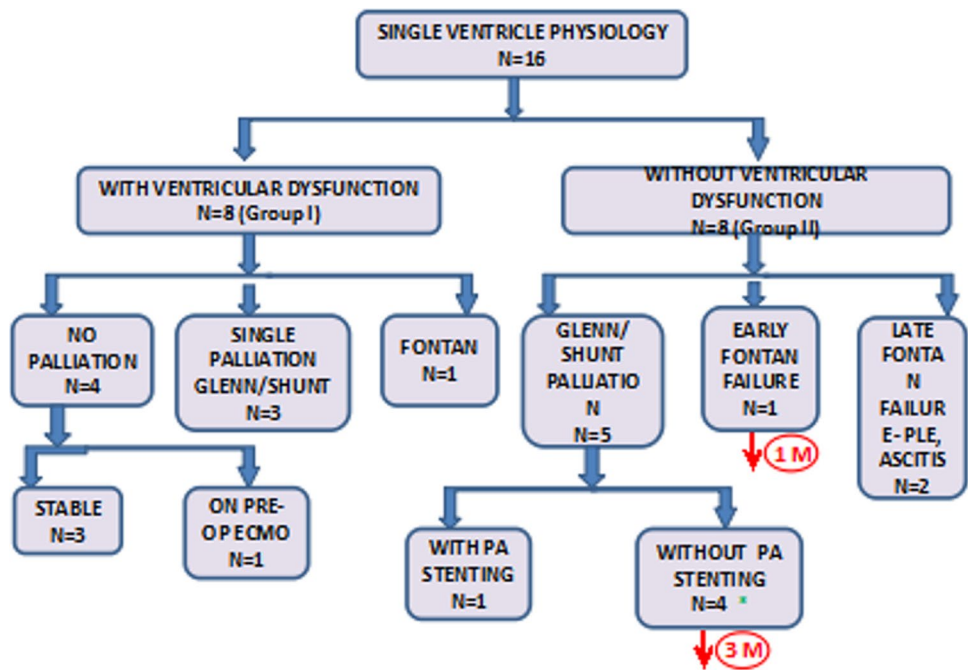 SINGLE VENTRICLE PHYSIOLOGY
N=16
WITH VENTRICULAR DYSFUNCTION
N=8 (Group I)
WITHOUT VENTRICULAR
DYSFUNCTION
N=8 (Group II)
NO
PALLIATION
N=4
SINGLE
PALLIATION
GLENN/SHUNT
N=3
FONTAN
N=1
GLENN/
SHUNT
PALLIATIO
N
N=5
EARLY
FONTAN
FAILURE
N=1
LATE
FONTA
N
FAILUR
E- PLE,
ASCITIS
N=2
1 M
STABLE
N=3
ON PRE-
OP ECMO
N=1
WITH PA
STENTING
N=1
WITHOUT PA
STENTING
N=4 *
3 M